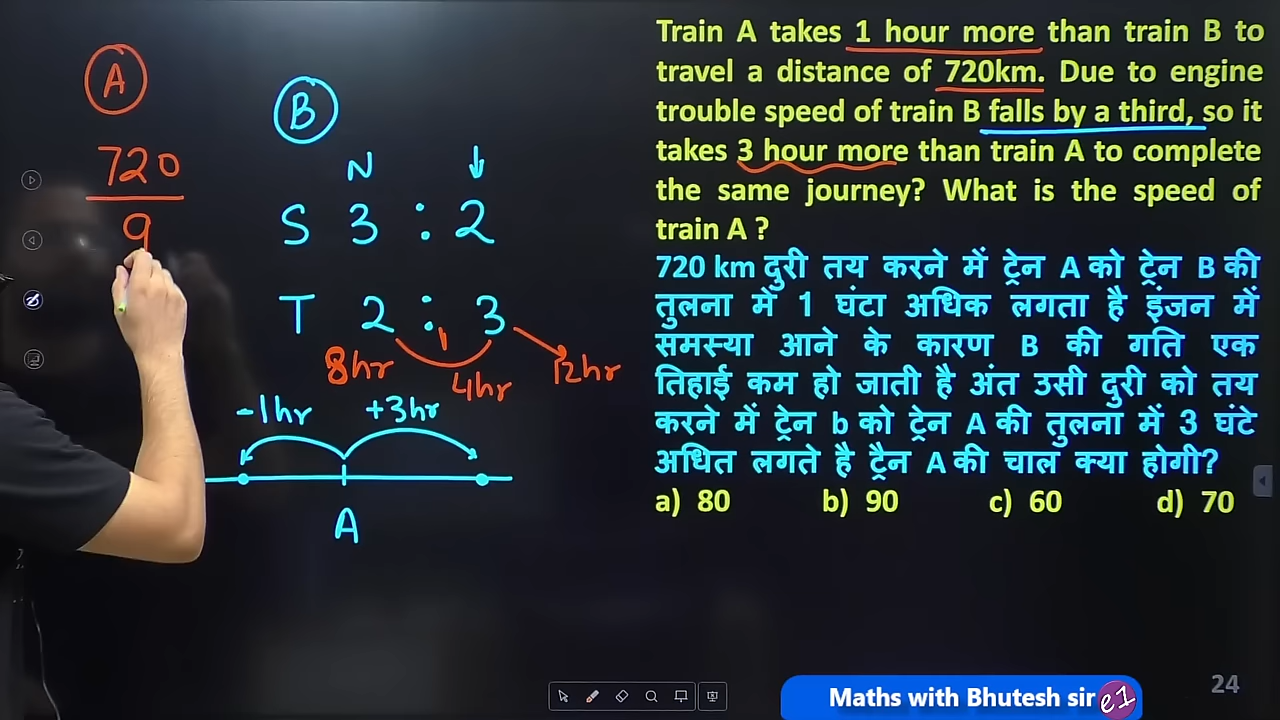 A
720
9
B
N ↓
S 3 : 2
T 2 : 3
1
8hr 4hr 12hr
-1hr +3hr
A
Train A takes 1 hour more than train B to
travel a distance of 720km. Due to engine
trouble speed of train B falls by a third, so it
takes 3 hour more than train A to complete
the same journey? What is the speed of
train A ?
720 km दुरी तय करने में ट्रेन A को ट्रेन B की
तुलना में 1 घंटा अधिक लगता है इंजन में
समस्या आने के कारण B की गति एक
तिहाई कम हो जाती है अंत उसी दुरी को तय
करने में ट्रेन b को ट्रेन A की तुलना में 3 घंटे
अधित लगते है ट्रैन A की चाल क्या होगी?
a) 80 b) 90 c) 60 d) 70
24
Maths with Bhutesh sir e1